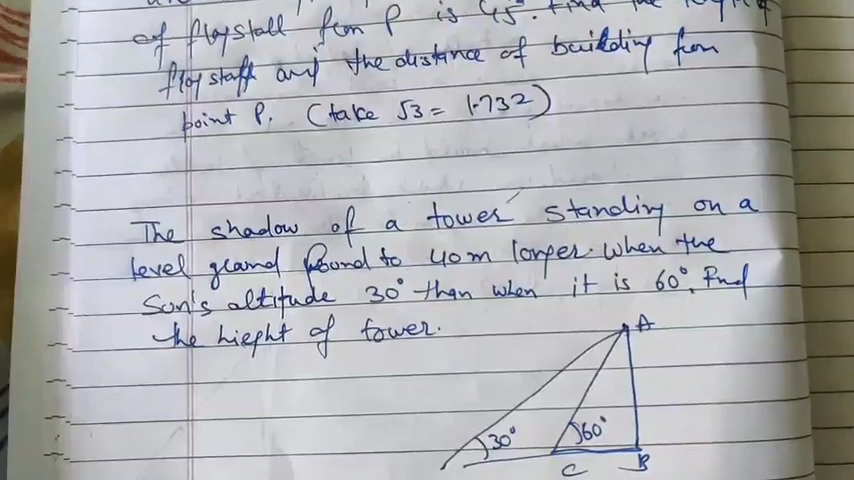 of flagstall from P is 45°. Find the length of
flag staff and the distance of building from
point P. (take √3 = 1.732)
The shadow of a tower standing on a
level ground found to 40m longer when the
Son's altitude 30° than when it is 60°. Find
the hieght of tower.
A
30° 60°
C B